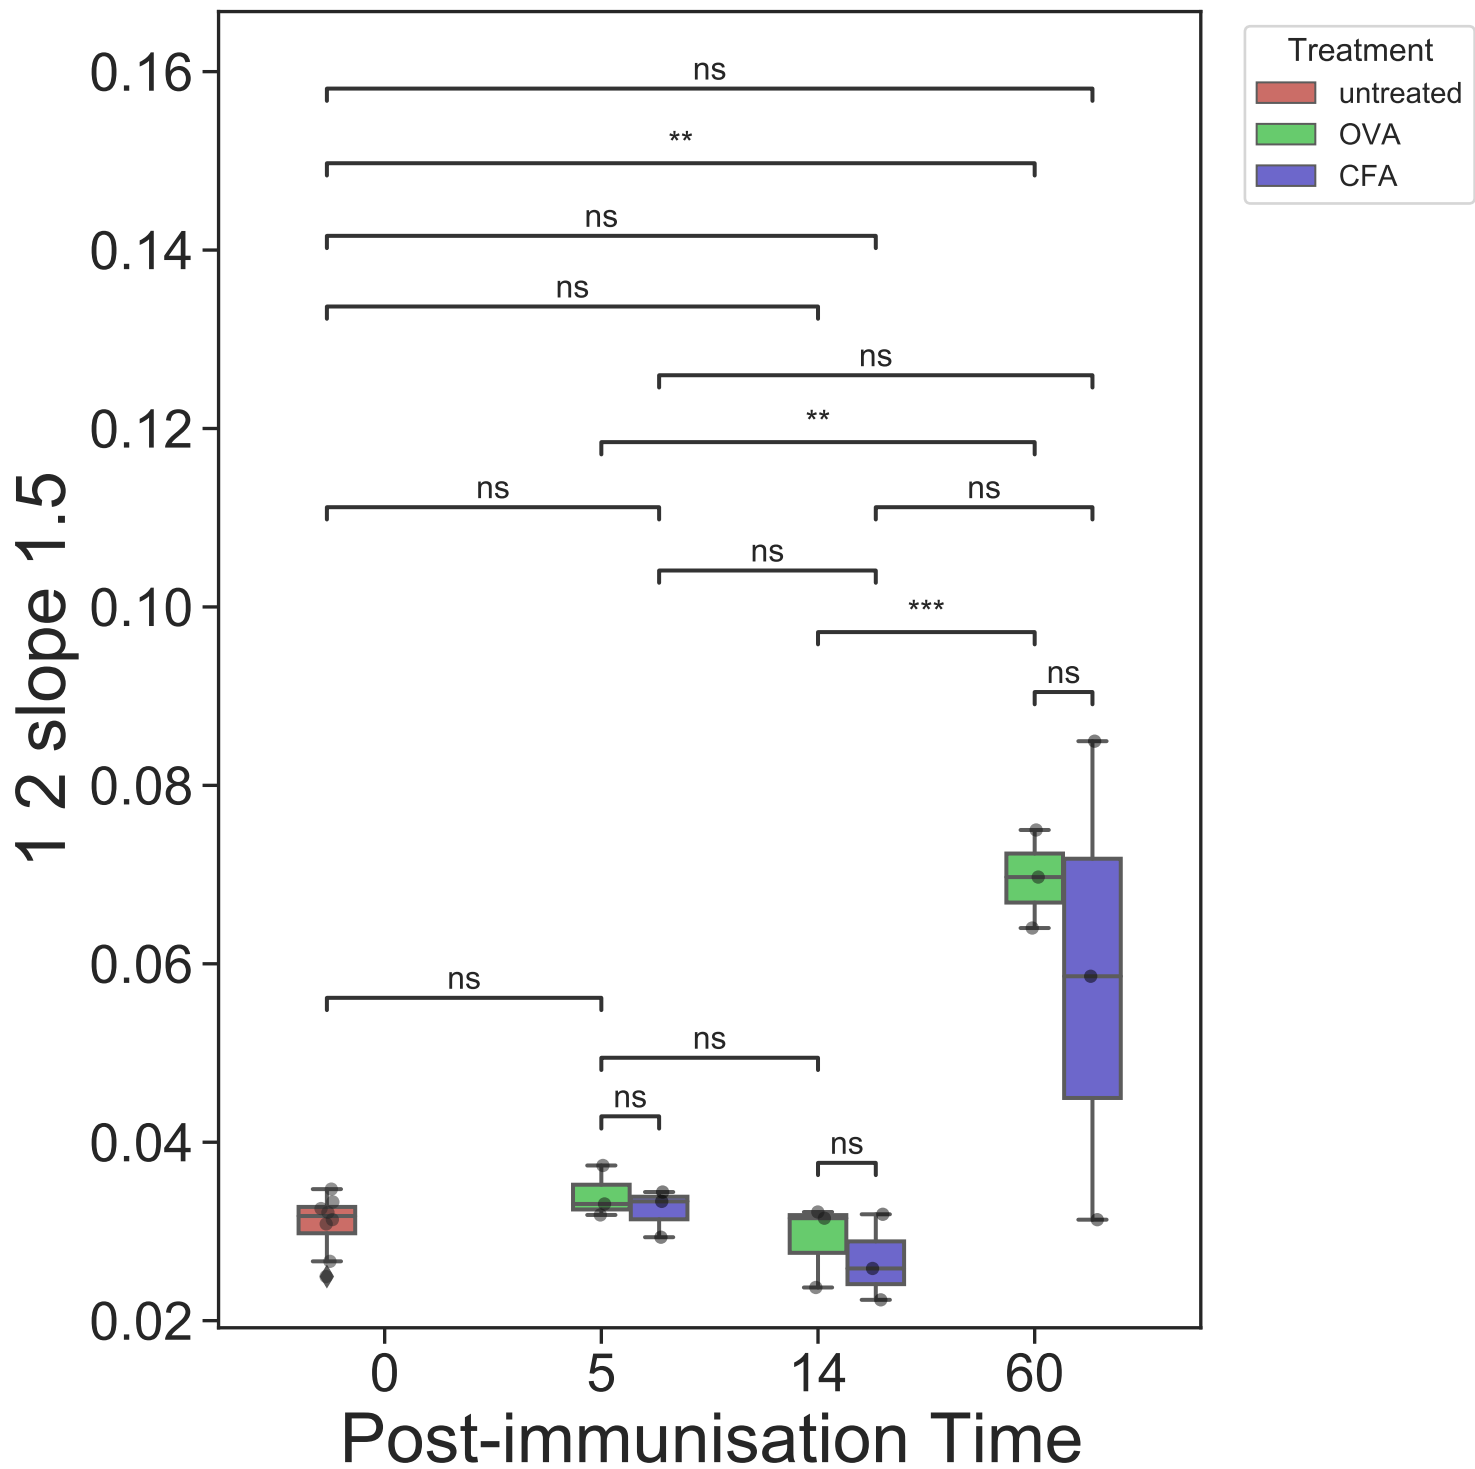 Treatment
untreated
OVA
CFA
1 2 slope 1.5
0.16
0.14
0.12
0.10
0.08
0.06
0.04
0.02
ns
**
ns
ns
ns
**
ns
ns
ns
***
ns
ns
ns
ns
ns
0
5
14
60
Post-immunisation Time